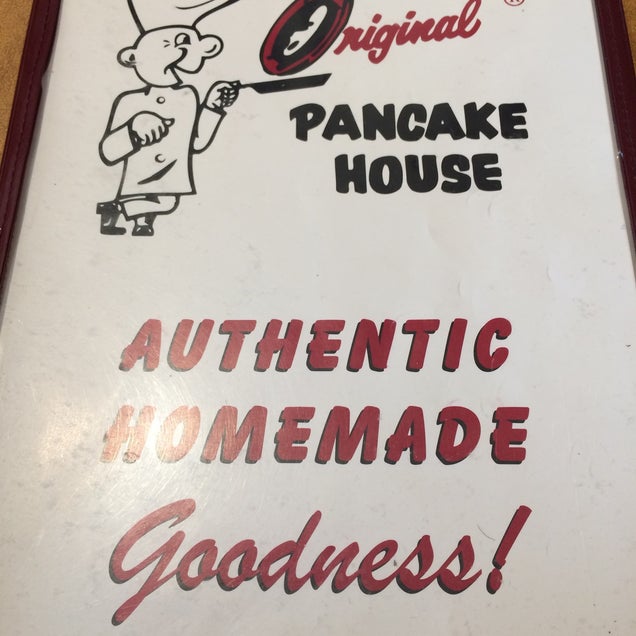 Original ®
PANCAKE
HOUSE
AUTHENTIC
HOMEMADE
Goodness!